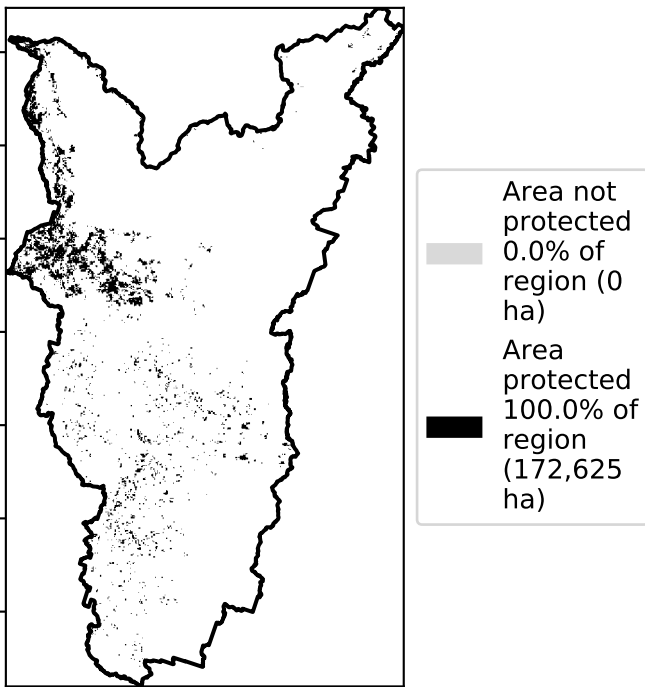 Area not
protected
0.0% of
region (0
ha)
Area
protected
100.0% of
region
(172,625
ha)